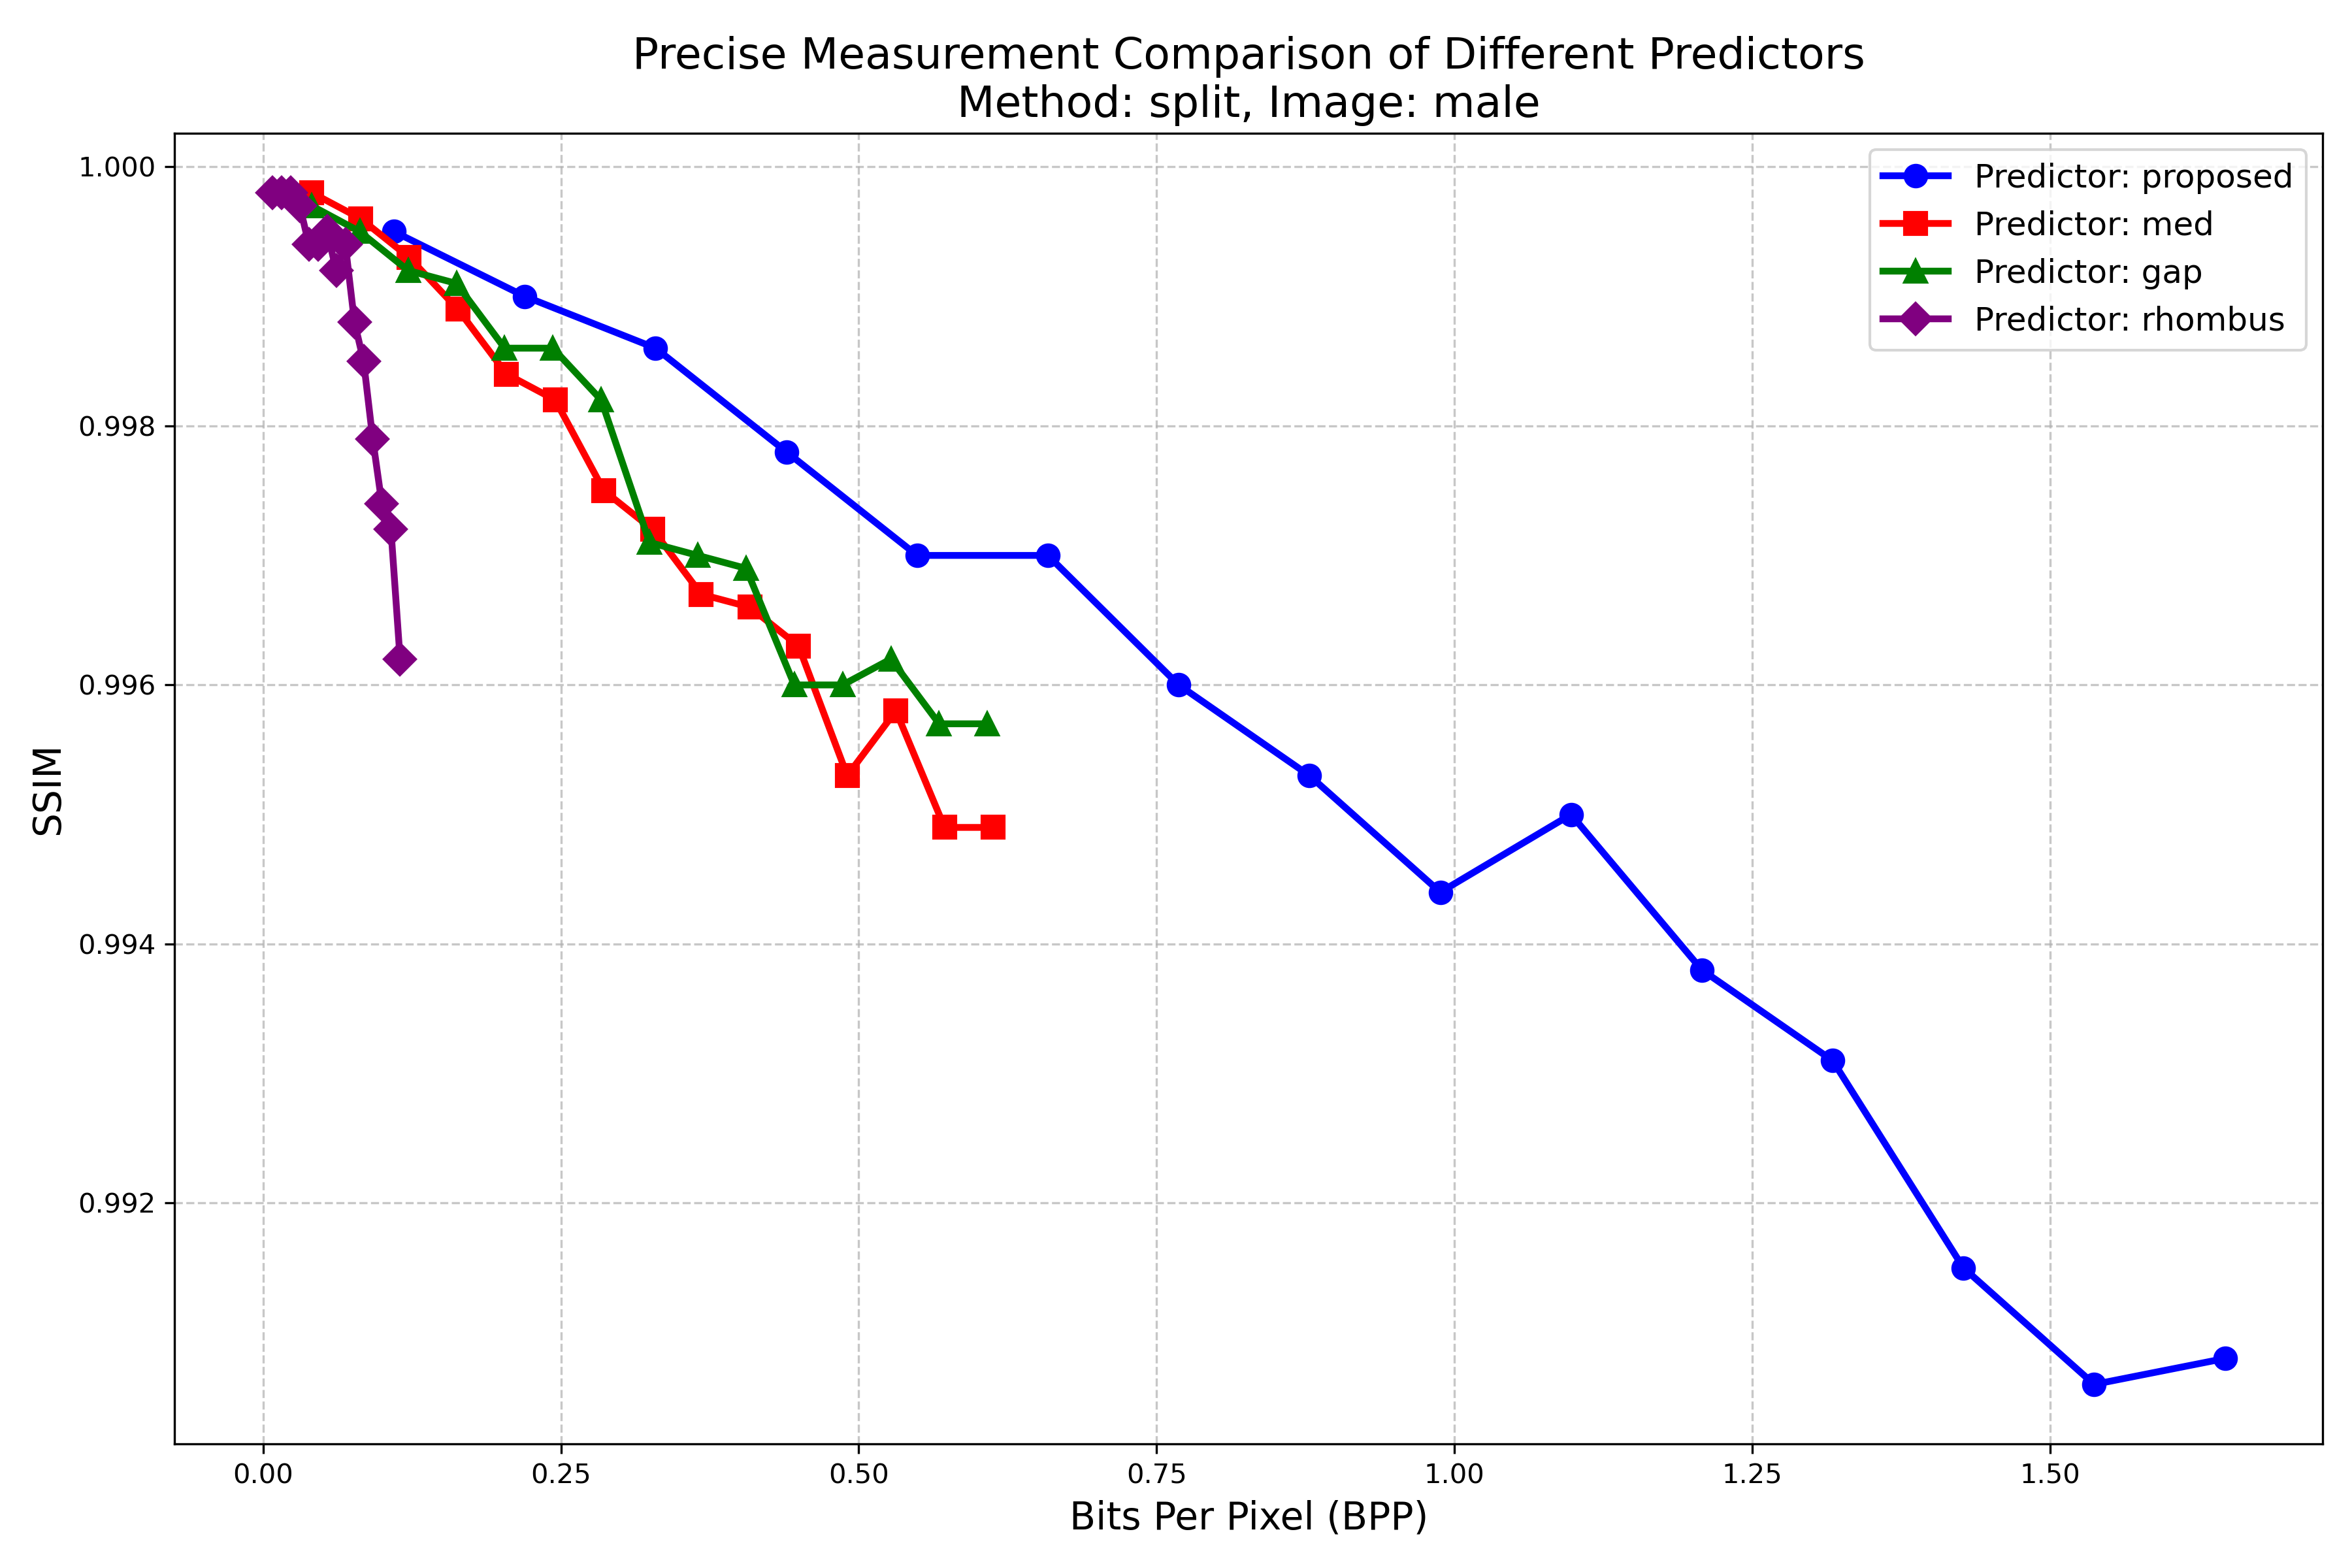 Precise Measurement Comparison of Different Predictors
Method: split, Image: male
Predictor: proposed
Predictor: med
Predictor: gap
Predictor: rhombus
SSIM
1.000
0.998
0.996
0.994
0.992
0.00 0.25 0.50 0.75 1.00 1.25 1.50
Bits Per Pixel (BPP)